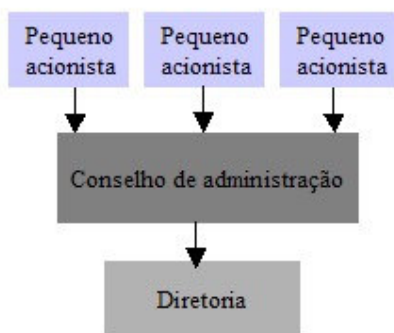 Pequeno
acionista
Pequeno
acionista
Pequeno
acionista
Conselho de administração
Diretoria